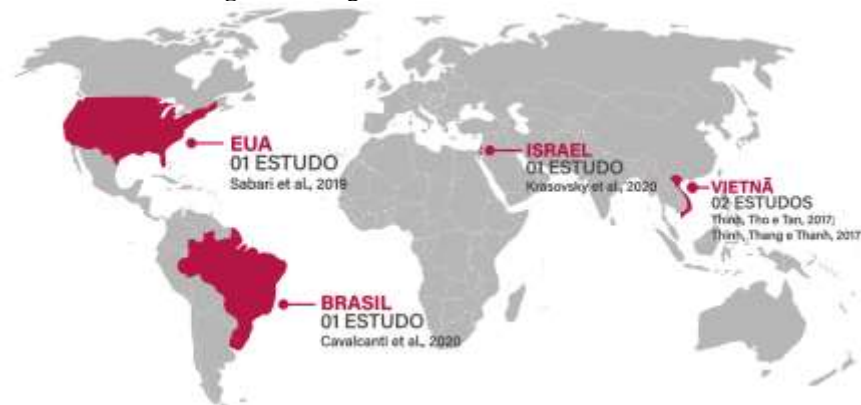 EUA
01 ESTUDO
Sabari et al., 2019
ISRAEL
01 ESTUDO
Krasovsky et al., 2020
VIETNÃ
02 ESTUDOS
Thinh, Tho e Tan, 2017;
Thinh, Thang e Thanh, 2017
BRASIL
01 ESTUDO
Cavalcanti et al., 2020